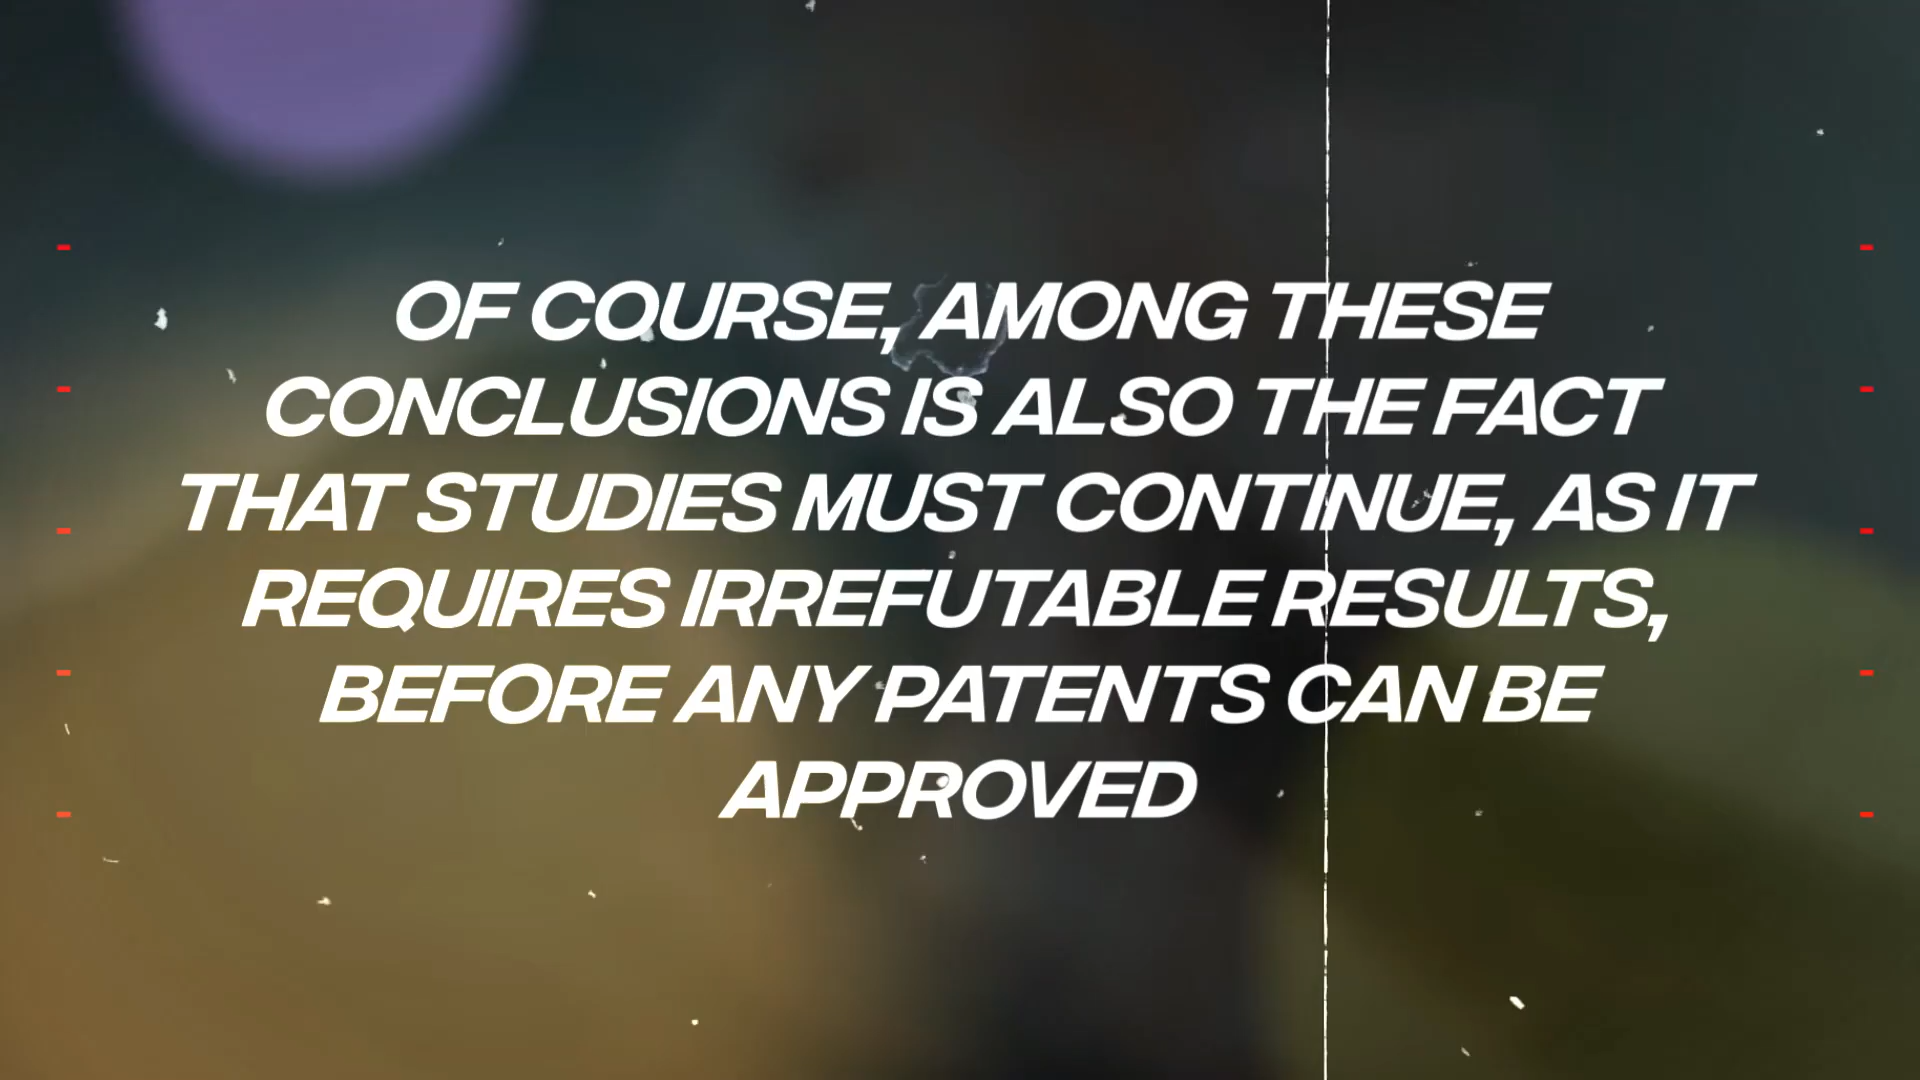 OF COURSE, AMONG THESE
CONCLUSIONS IS ALSO THE FACT
THAT STUDIES MUST CONTINUE, AS IT
REQUIRES IRREFUTABLE RESULTS,
BEFORE ANY PATENTS CAN BE
APPROVED